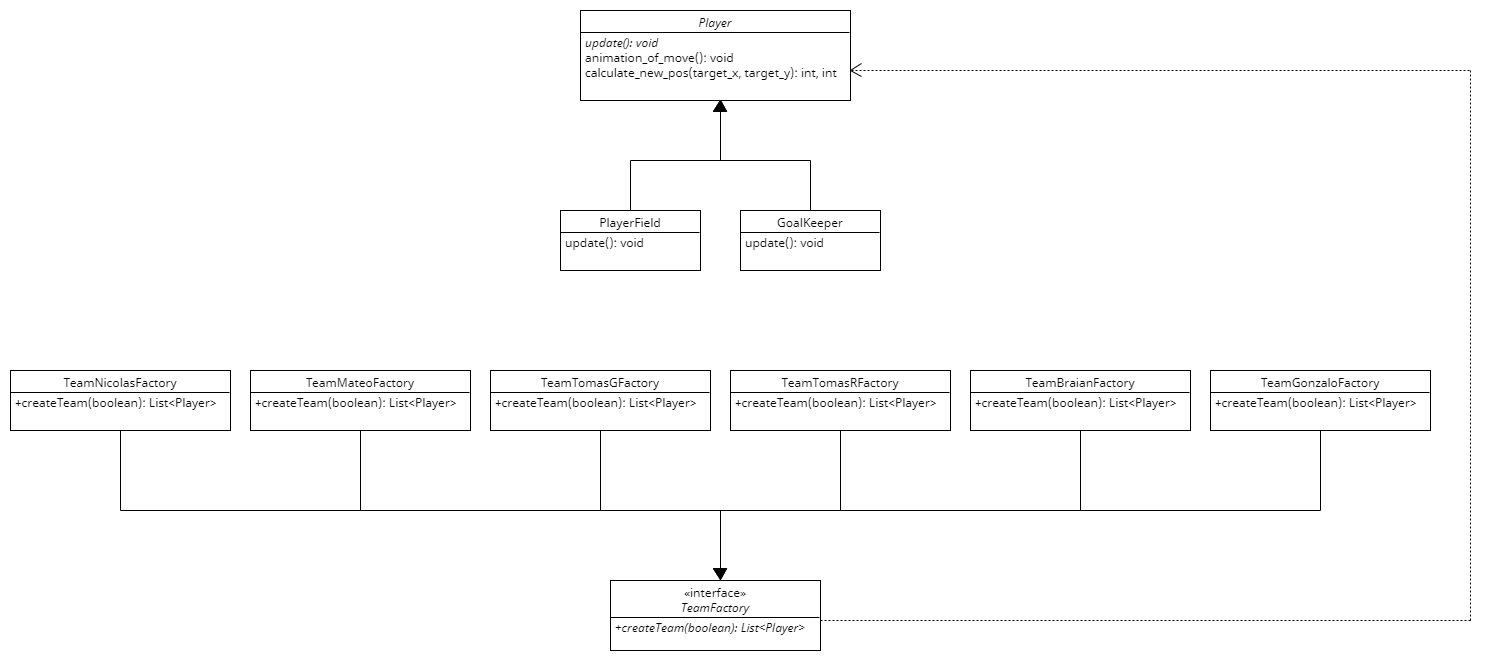 Player
update(): void
animation_of_move(): void
calculate_new_pos(target_x, target_y): int, int
PlayerField
update(): void
GoalKeeper
update(): void
TeamNicolasFactory
+createTeam(boolean): List<Player>
TeamMateoFactory
+createTeam(boolean): List<Player>
TeamTomasGFactory
+createTeam(boolean): List<Player>
TeamTomasRFactory
+createTeam(boolean): List<Player>
TeamBraianFactory
+createTeam(boolean): List<Player>
TeamGonzaloFactory
+createTeam(boolean): List<Player>
«interface»
TeamFactory
+createTeam(boolean): List<Player>